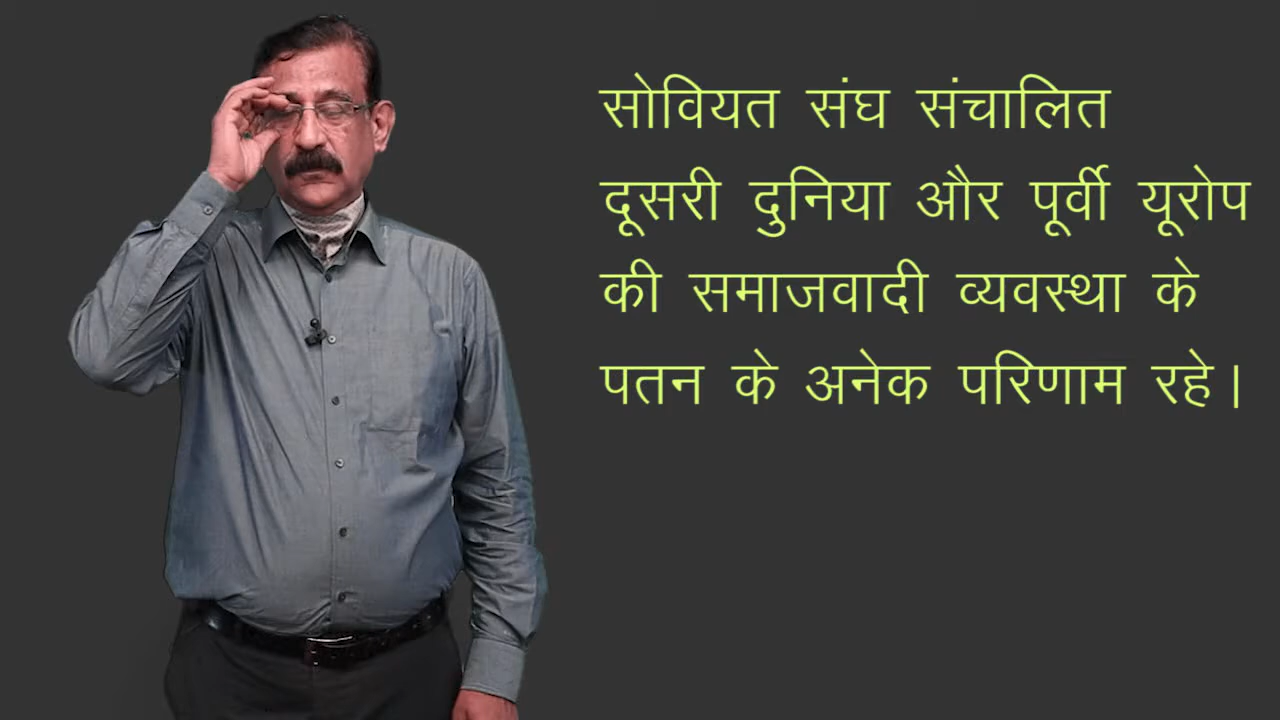 सोवियत संघ संचालित
दूसरी दुनिया और पूर्वी यूरोप
की समाजवादी व्यवस्था के
पतन के अनेक परिणाम रहे।